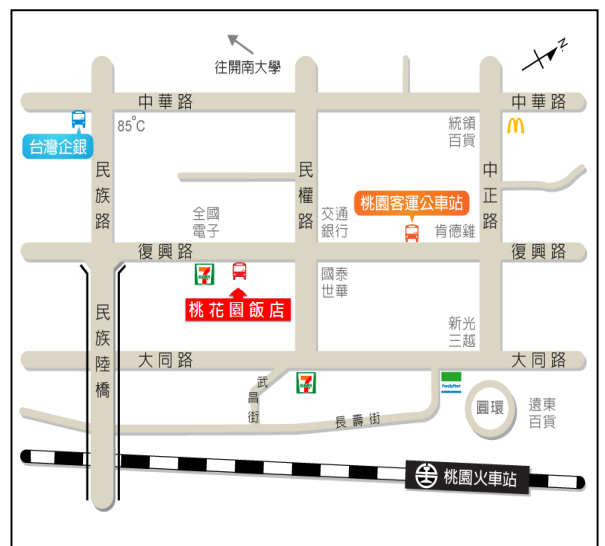 往開南大學
N
中華路
中華路
85°C
台灣企銀
統領
百貨
民族路
民權路
中正路
全國
電子
交通
銀行
桃園客運公車站
肯德雞
復興路
復興路
7
ELEVEN
桃花園飯店
國泰
世華
民族陸橋
新光
三越
大同路
大同路
武昌街
7
ELEVEN
FamilyMart
長壽街
圓環
遠東
百貨
桃園火車站